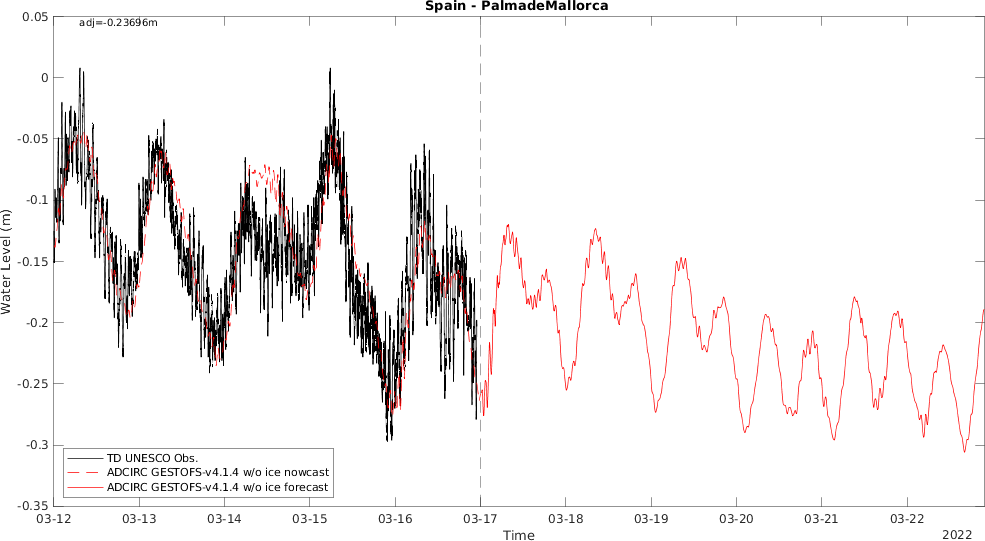 Spain - PalmadeMallorca
adj=-0.23696m
0.05
0
-0.05
-0.1
-0.15
-0.2
-0.25
-0.3
-0.35
Water Level (m)
TD UNESCO Obs.
ADCIRC GESTOFS-v4.1.4 w/o ice nowcast
ADCIRC GESTOFS-v4.1.4 w/o ice forecast
03-12 03-13 03-14 03-15 03-16 03-17 03-18 03-19 03-20 03-21 03-22
Time
2022